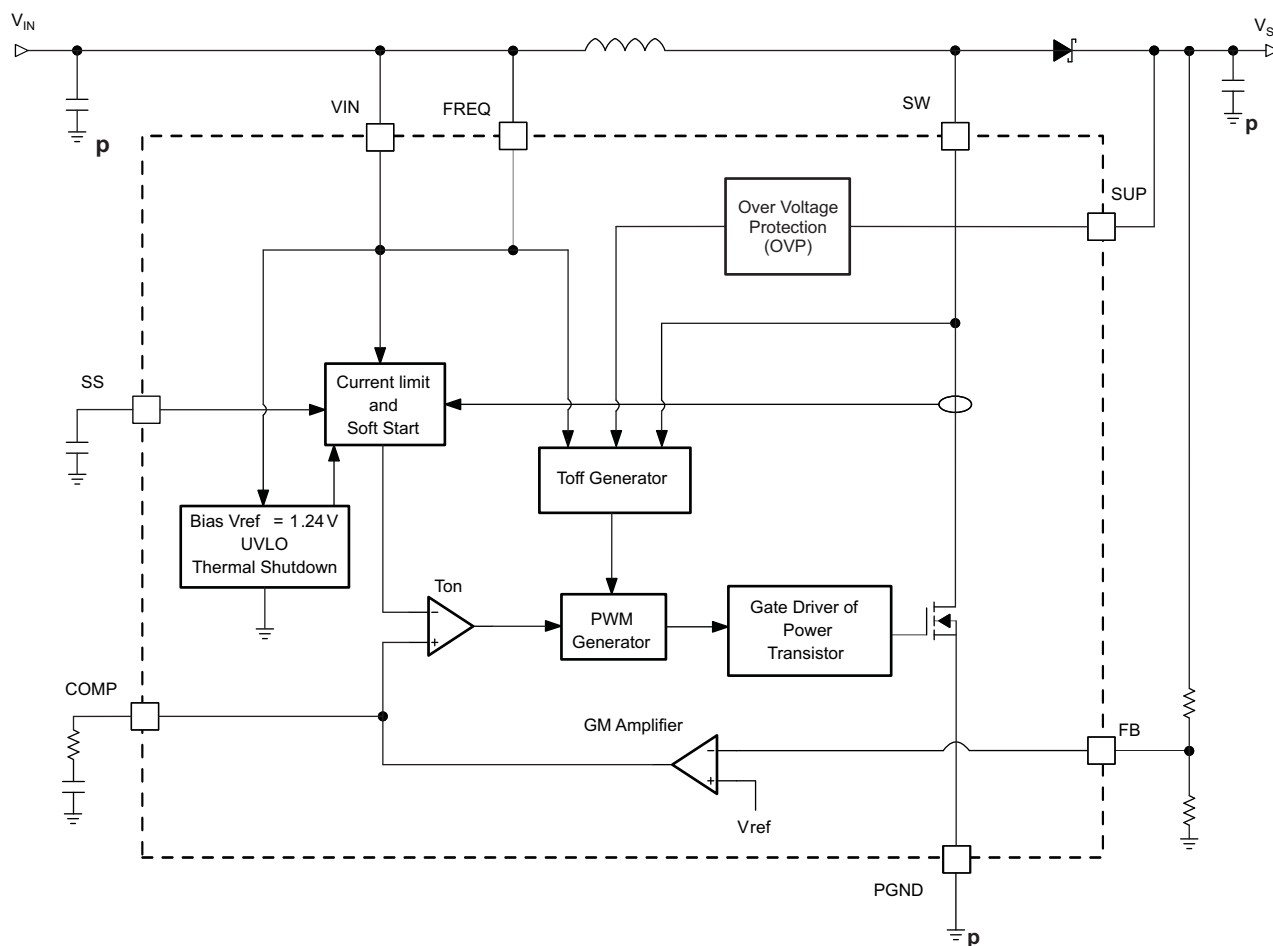 VIN
VS
VIN
FREQ
SW
p
p
SUP
Over Voltage
Protection
(OVP)
SS
Current limit
and
Soft Start
Toff Generator
Bias Vref = 1.24V
UVLO
Thermal Shutdown
Ton
−
+
PWM
Generator
Gate Driver of
Power
Transistor
COMP
GM Amplifier
FB
−
+
Vref
PGND
p